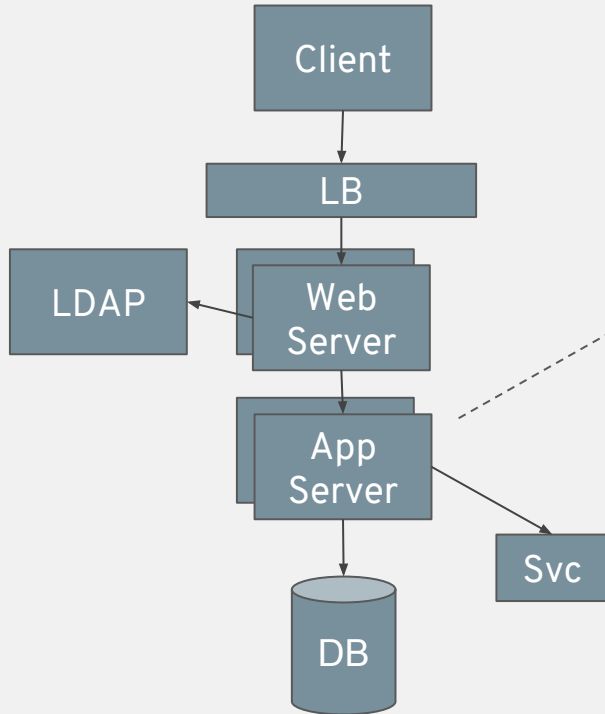 Client
LB
LDAP
Web
Server
App
Server
Svc
DB